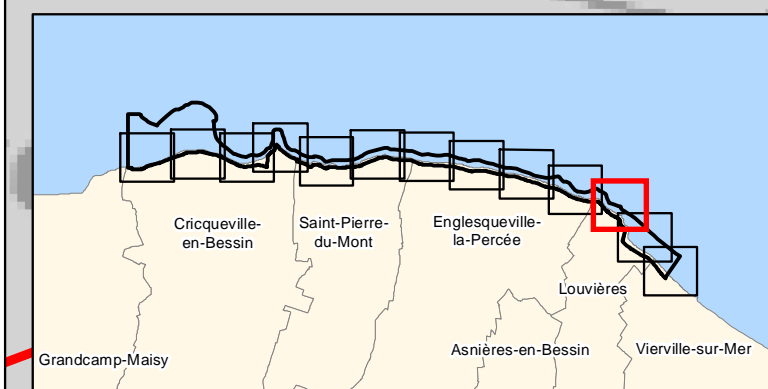 Cricqueville-
en-Bessin
Saint-Pierre-
du-Mont
Englesqueville-
la-Percée
Louvières
Grandcamp-Maisy
Asnières-en-Bessin
Vierville-sur-Mer